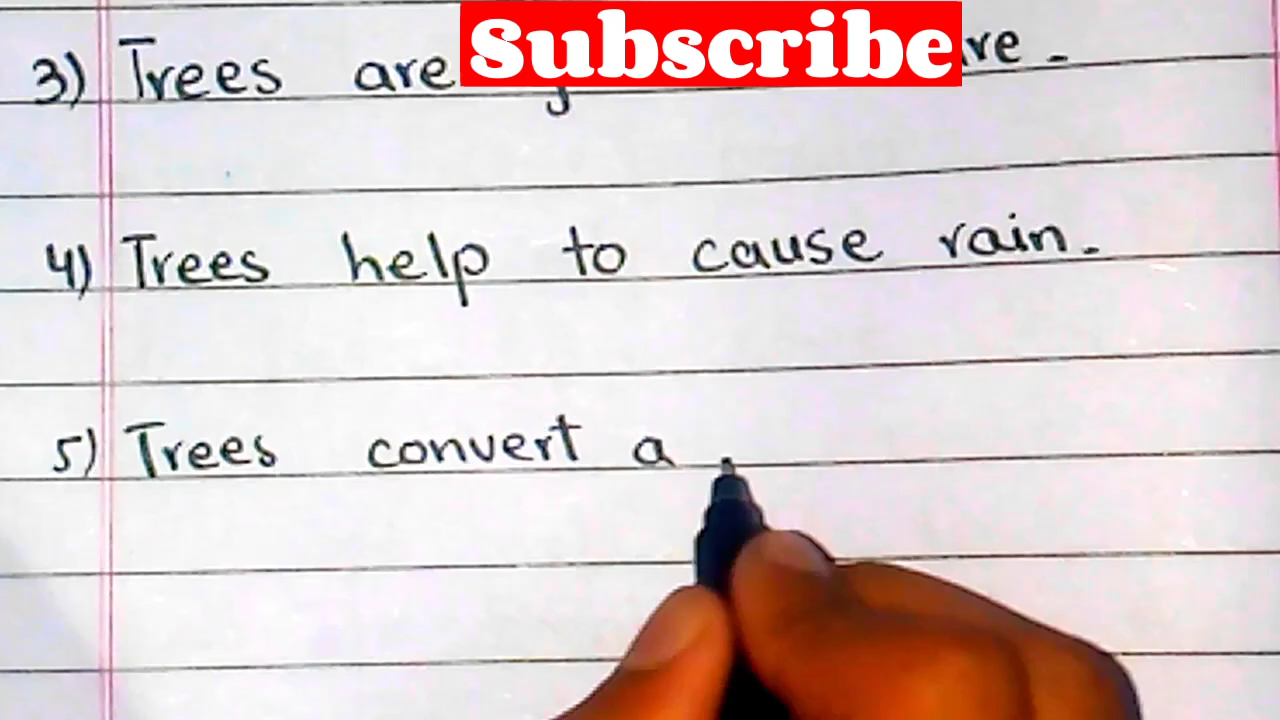 Subscribe
3) Trees are
4) Trees help to cause rain.
5) Trees convert a